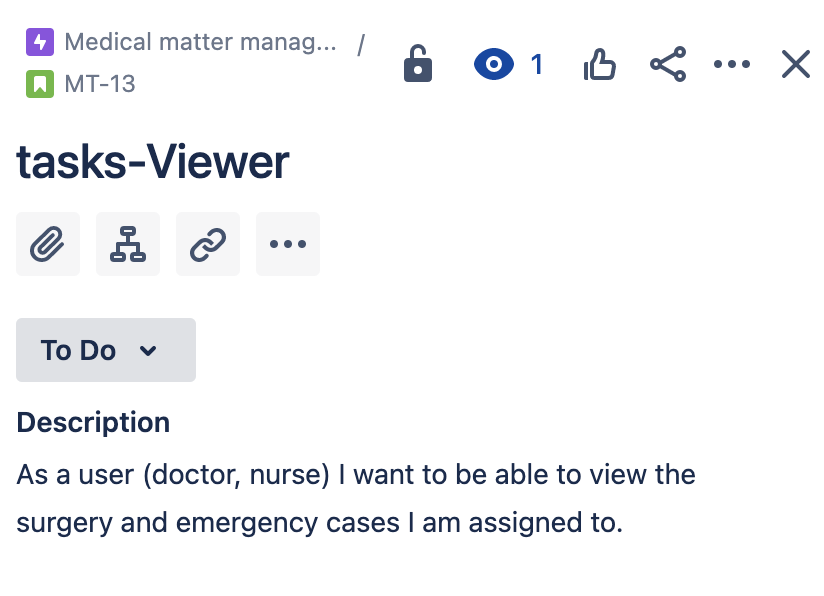 Medical matter manag... /
MT-13
1
tasks-Viewer
To Do
Description
As a user (doctor, nurse) I want to be able to view the
surgery and emergency cases I am assigned to.